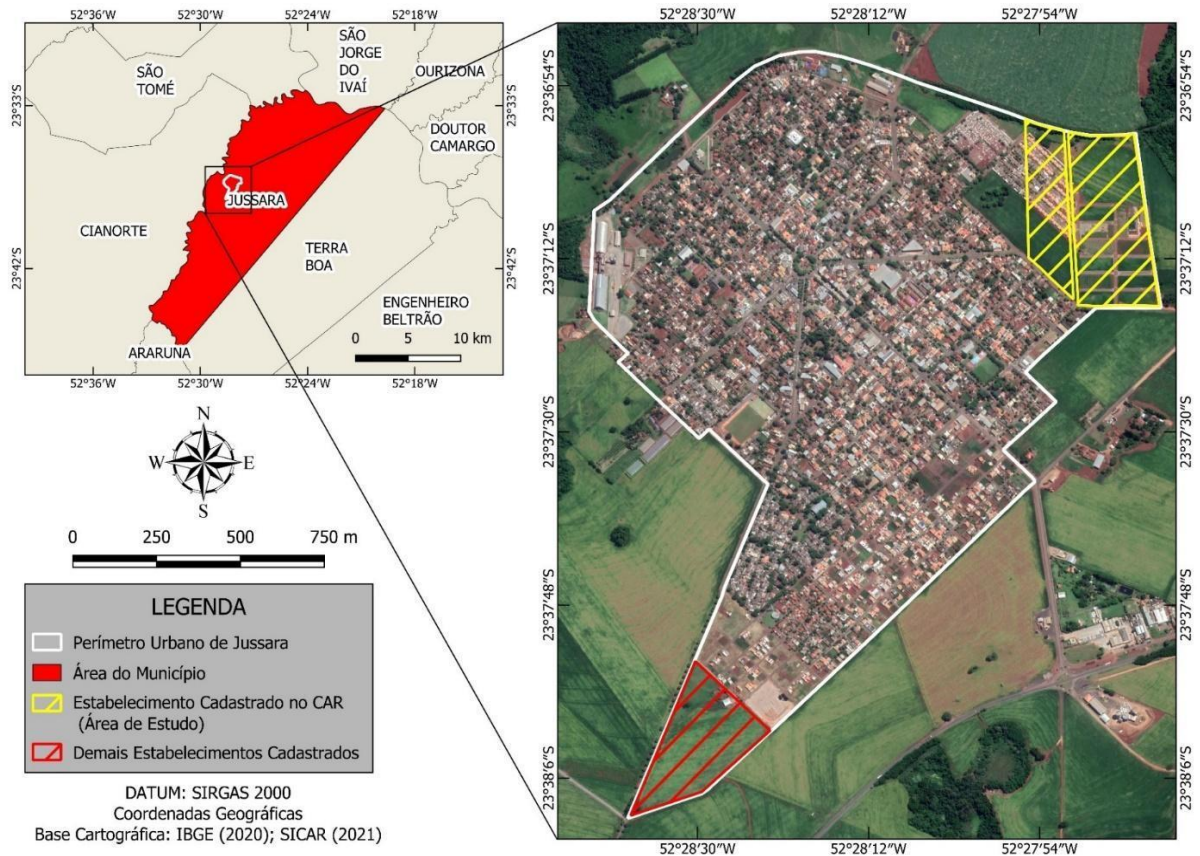 52°36′W 52°30′W 52°24′W 52°18′W
23°33′S
23°42′S
SÃO
TOMÉ
SÃO
JORGE
DO
IVAÍ
OURIZONA
DOUTOR
CAMARGO
JUSSARA
CIANORTE
TERRA
BOA
ENGENHEIRO
BELTRÃO
ARARUNA
0 5 10 km
23°33′S
23°42′S
52°36′W 52°30′W 52°24′W 52°18′W
N
W E
S
0 250 500 750 m
LEGENDA
Perímetro Urbano de Jussara
Área do Município
Estabelecimento Cadastrado no CAR
(Área de Estudo)
Demais Estabelecimentos Cadastrados
DATUM: SIRGAS 2000
Coordenadas Geográficas
Base Cartográfica: IBGE (2020); SICAR (2021)
52°28′30″W 52°28′12″W 52°27′54″W
23°36′54″S
23°37′12″S
23°37′30″S
23°37′48″S
23°38′6″S
23°36′54″S
23°37′12″S
23°37′30″S
23°37′48″S
23°38′6″S
52°28′30″W 52°28′12″W 52°27′54″W